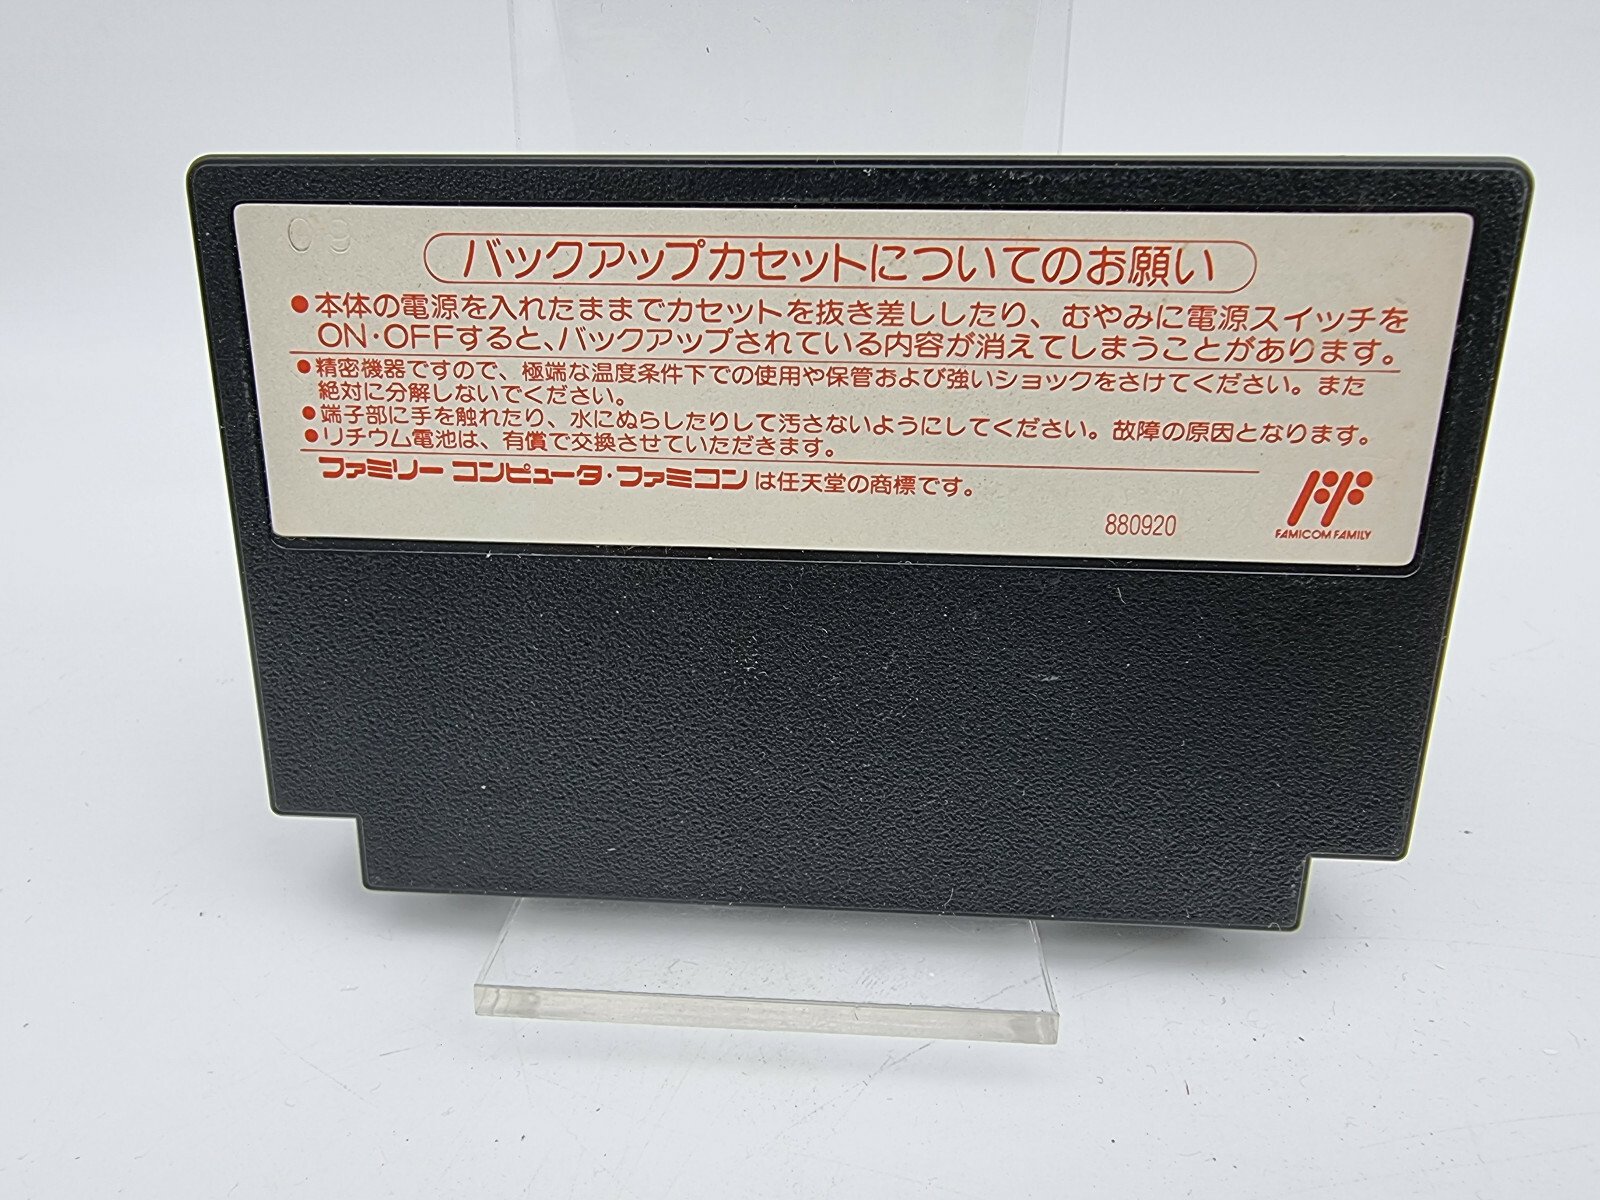 C9
バックアップカセットについてのお願い
●本体の電源を入れたままでカセットを抜き差ししたり、むやみに電源スイッチを
ON・OFFすると、バックアップされている内容が消えてしまうことがあります。
●精密機器ですので、極端な温度条件下での使用や保管および強いショックをさけてください。また
絶対に分解しないでください。
●端子部に手を触れたり、水にぬらしたりして汚さないようにしてください。故障の原因となります。
●リチウム電池は、有償で交換させていただきます。
ファミリーコンピュータ・ファミコンは任天堂の商標です。
880920
FAMICOM FAMILY